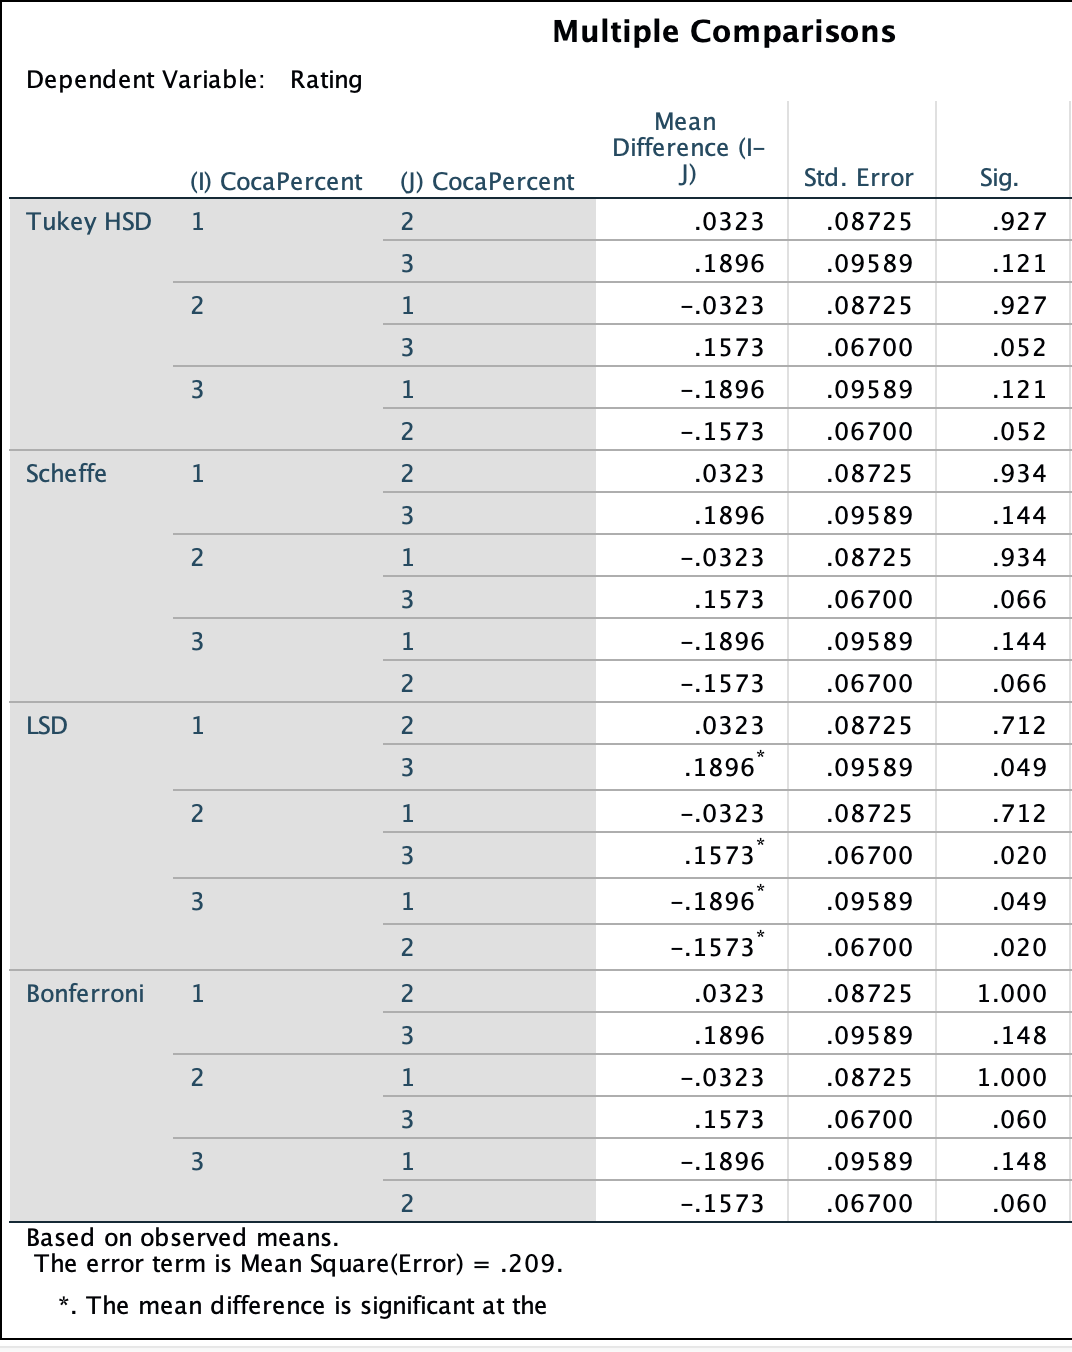 Multiple Comparisons
Dependent Variable: Rating
(I) CocaPercent (J) CocaPercent Mean Difference (I–J) Std. Error Sig.
Tukey HSD 1 2 .0323 .08725 .927
3 .1896 .09589 .121
2 1 -.0323 .08725 .927
3 .1573 .06700 .052
3 1 -.1896 .09589 .121
2 -.1573 .06700 .052
Scheffe 1 2 .0323 .08725 .934
3 .1896 .09589 .144
2 1 -.0323 .08725 .934
3 .1573 .06700 .066
3 1 -.1896 .09589 .144
2 -.1573 .06700 .066
LSD 1 2 .0323 .08725 .712
3 .1896* .09589 .049
2 1 -.0323 .08725 .712
3 .1573* .06700 .020
3 1 -.1896* .09589 .049
2 -.1573* .06700 .020
Bonferroni 1 2 .0323 .08725 1.000
3 .1896 .09589 .148
2 1 -.0323 .08725 1.000
3 .1573 .06700 .060
3 1 -.1896 .09589 .148
2 -.1573 .06700 .060
Based on observed means.
The error term is Mean Square(Error) = .209.
*. The mean difference is significant at the